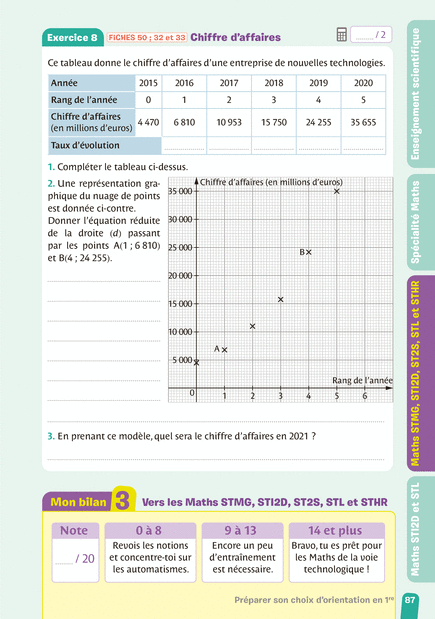 Exercice 8 FICHES 50 ; 32 et 33 Chiffre d'affaires
........ / 2
Ce tableau donne le chiffre d'affaires d'une entreprise de nouvelles technologies.
Année 2015 2016 2017 2018 2019 2020
Rang de l'année 0 1 2 3 4 5
Chiffre d'affaires (en millions d'euros) 4 470 6 810 10 953 15 750 24 255 35 655
Taux d'évolution
1. Compléter le tableau ci-dessus.
2. Une représentation gra-
phique du nuage de points
est donnée ci-contre.
Donner l'équation réduite
de la droite (d) passant
par les points A(1 ; 6 810)
et B(4 ; 24 255).
Chiffre d'affaires (en millions d'euros)
35 000
30 000
25 000
20 000
15 000
10 000
5 000
B
A
Rang de l'année
0 1 2 3 4 5 6
3. En prenant ce modèle, quel sera le chiffre d'affaires en 2021 ?
Mon bilan 3 Vers les Maths STMG, STI2D, ST2S, STL et STHR
Note 0 à 8 9 à 13 14 et plus
........ / 20
Revois les notions
et concentre-toi sur
les automatismes.
Encore un peu
d'entraînement
est nécessaire.
Bravo, tu es prêt pour
les Maths de la voie
technologique !
Préparer son choix d'orientation en 1re 87
Enseignement scientifique
Spécialité Maths
Maths STMG, STI2D, ST2S, STL et STHR
Maths STI2D et STL